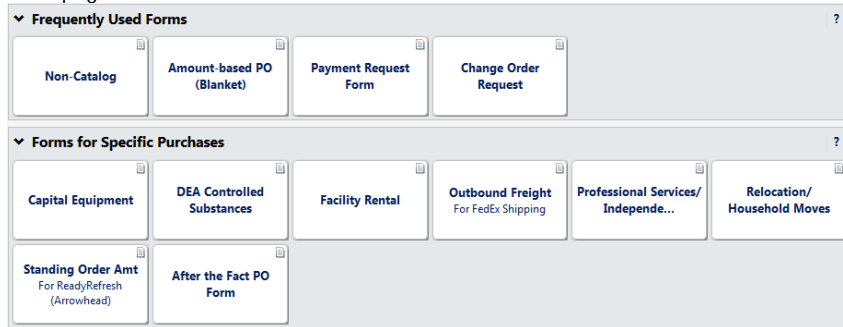 Frequently Used Forms ?
Non-Catalog
Amount-based PO
(Blanket)
Payment Request
Form
Change Order
Request
Forms for Specific Purchases ?
Capital Equipment
DEA Controlled
Substances
Facility Rental
Outbound Freight
For FedEx Shipping
Professional Services/
Independe...
Relocation/
Household Moves
Standing Order Amt
For ReadyRefresh
(Arrowhead)
After the Fact PO
Form